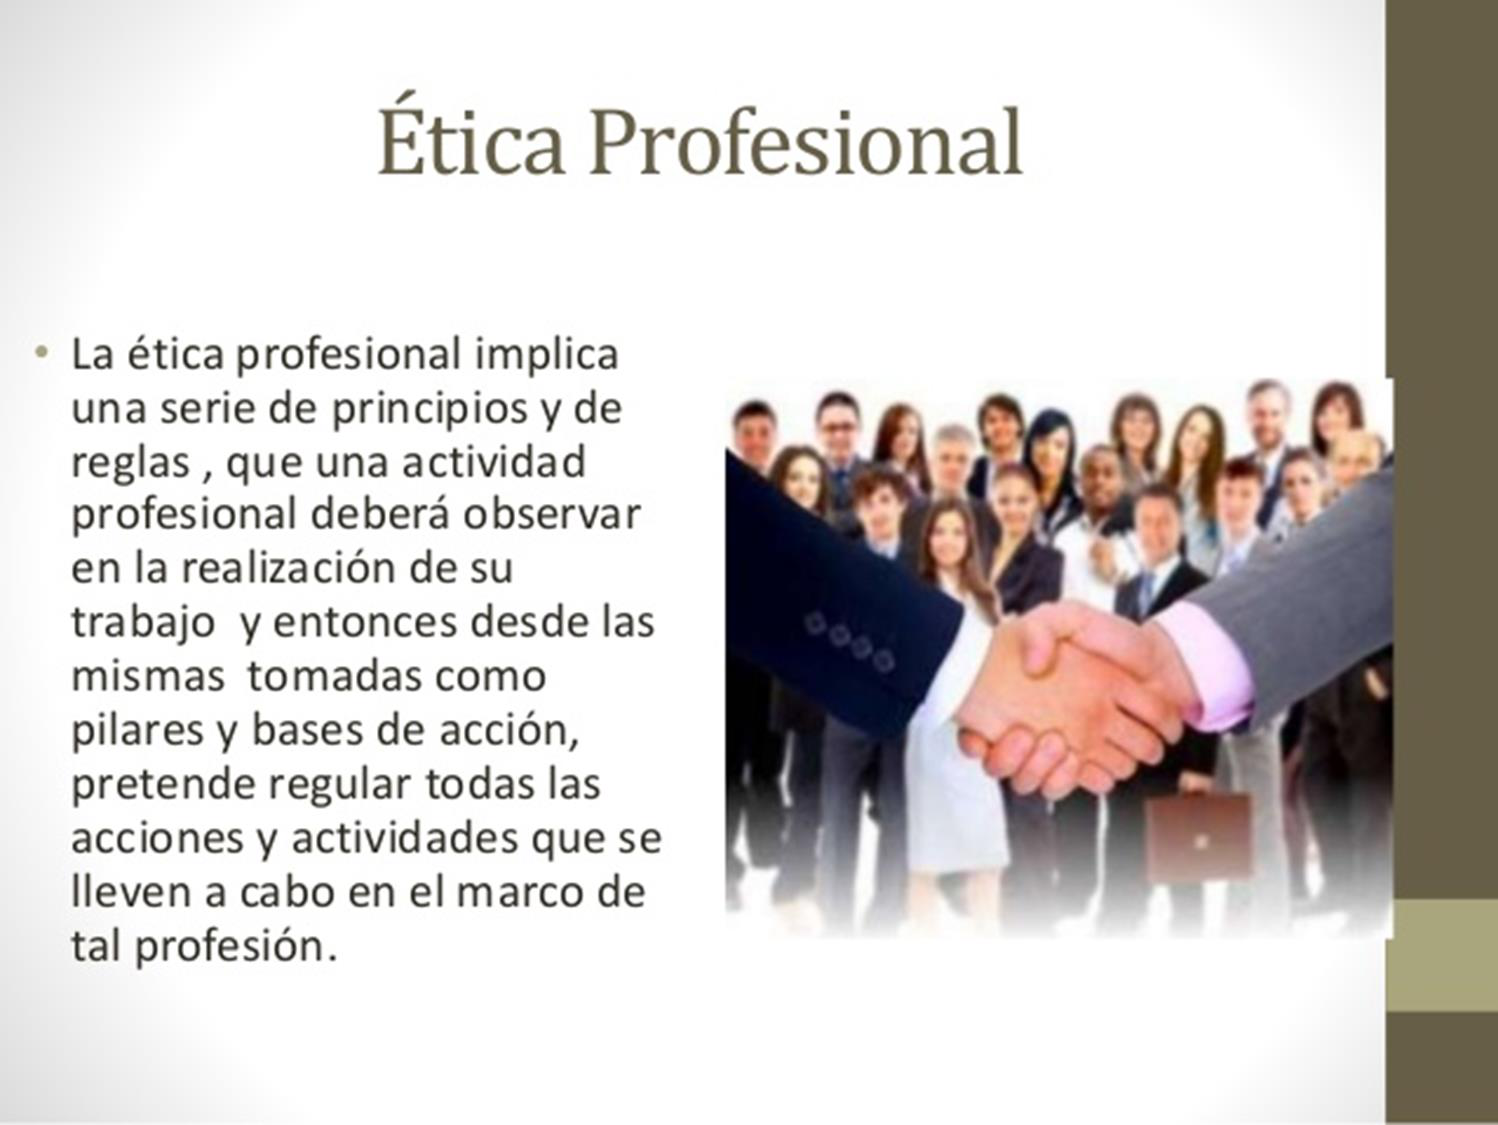 Ética Profesional
• La ética profesional implica
una serie de principios y de
reglas , que una actividad
profesional deberá observar
en la realización de su
trabajo  y entonces desde las
mismas  tomadas como
pilares y bases de acción,
pretende regular todas las
acciones y actividades que se
lleven a cabo en el marco de
tal profesión.